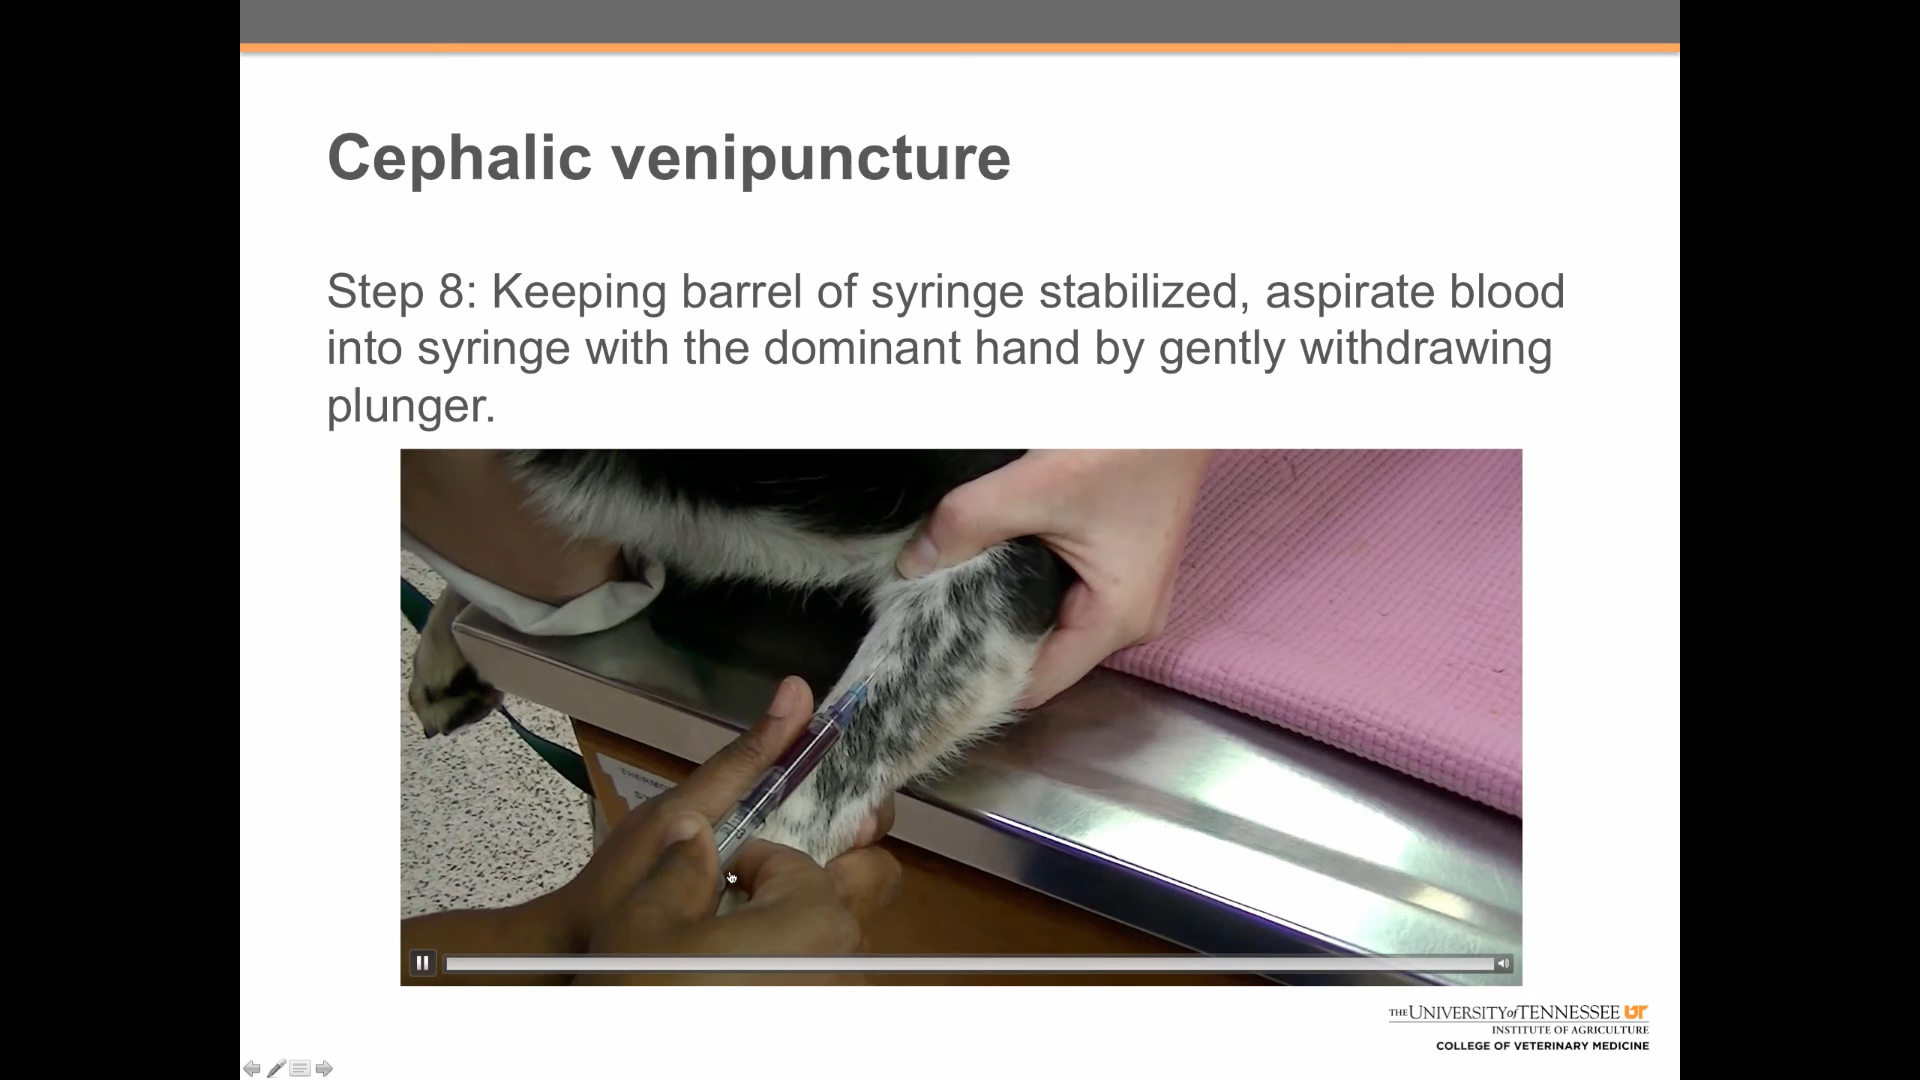 Cephalic venipuncture
Step 8: Keeping barrel of syringe stabilized, aspirate blood
into syringe with the dominant hand by gently withdrawing
plunger.
THE UNIVERSITY of TENNESSEE UT
INSTITUTE OF AGRICULTURE
COLLEGE OF VETERINARY MEDICINE